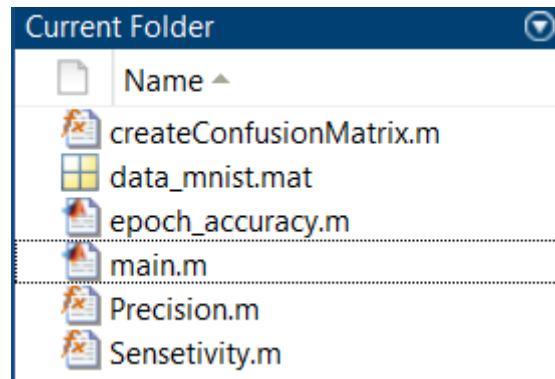 Current Folder
Name
createConfusionMatrix.m
data_mnist.mat
epoch_accuracy.m
main.m
Precision.m
Sensetivity.m